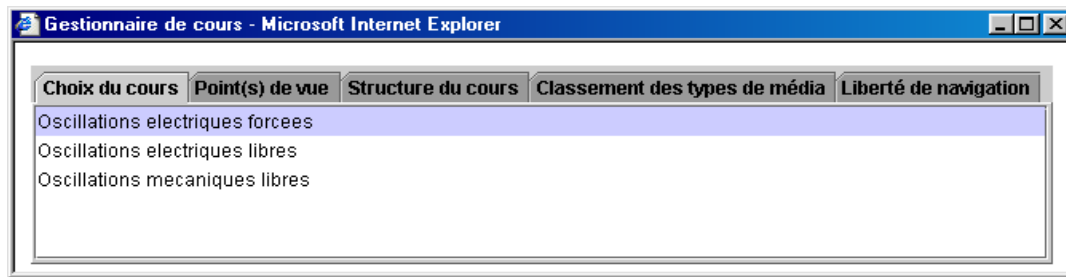 Gestionnaire de cours - Microsoft Internet Explorer
Choix du cours Point(s) de vue Structure du cours Classement des types de média Liberté de navigation
Oscillations electriques forcees
Oscillations electriques libres
Oscillations mecaniques libres